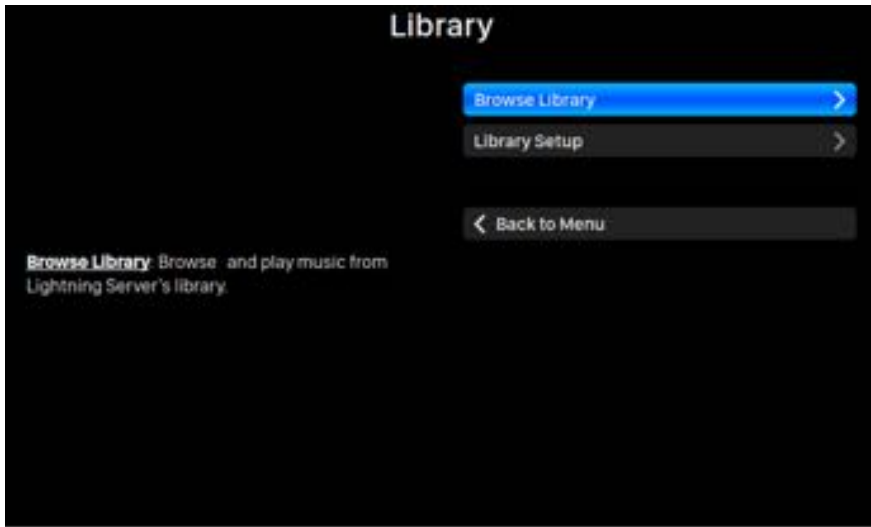 Library
Browse Library
Library Setup
Back to Menu
Browse Library: Browse and play music from
Lightning Server's library.